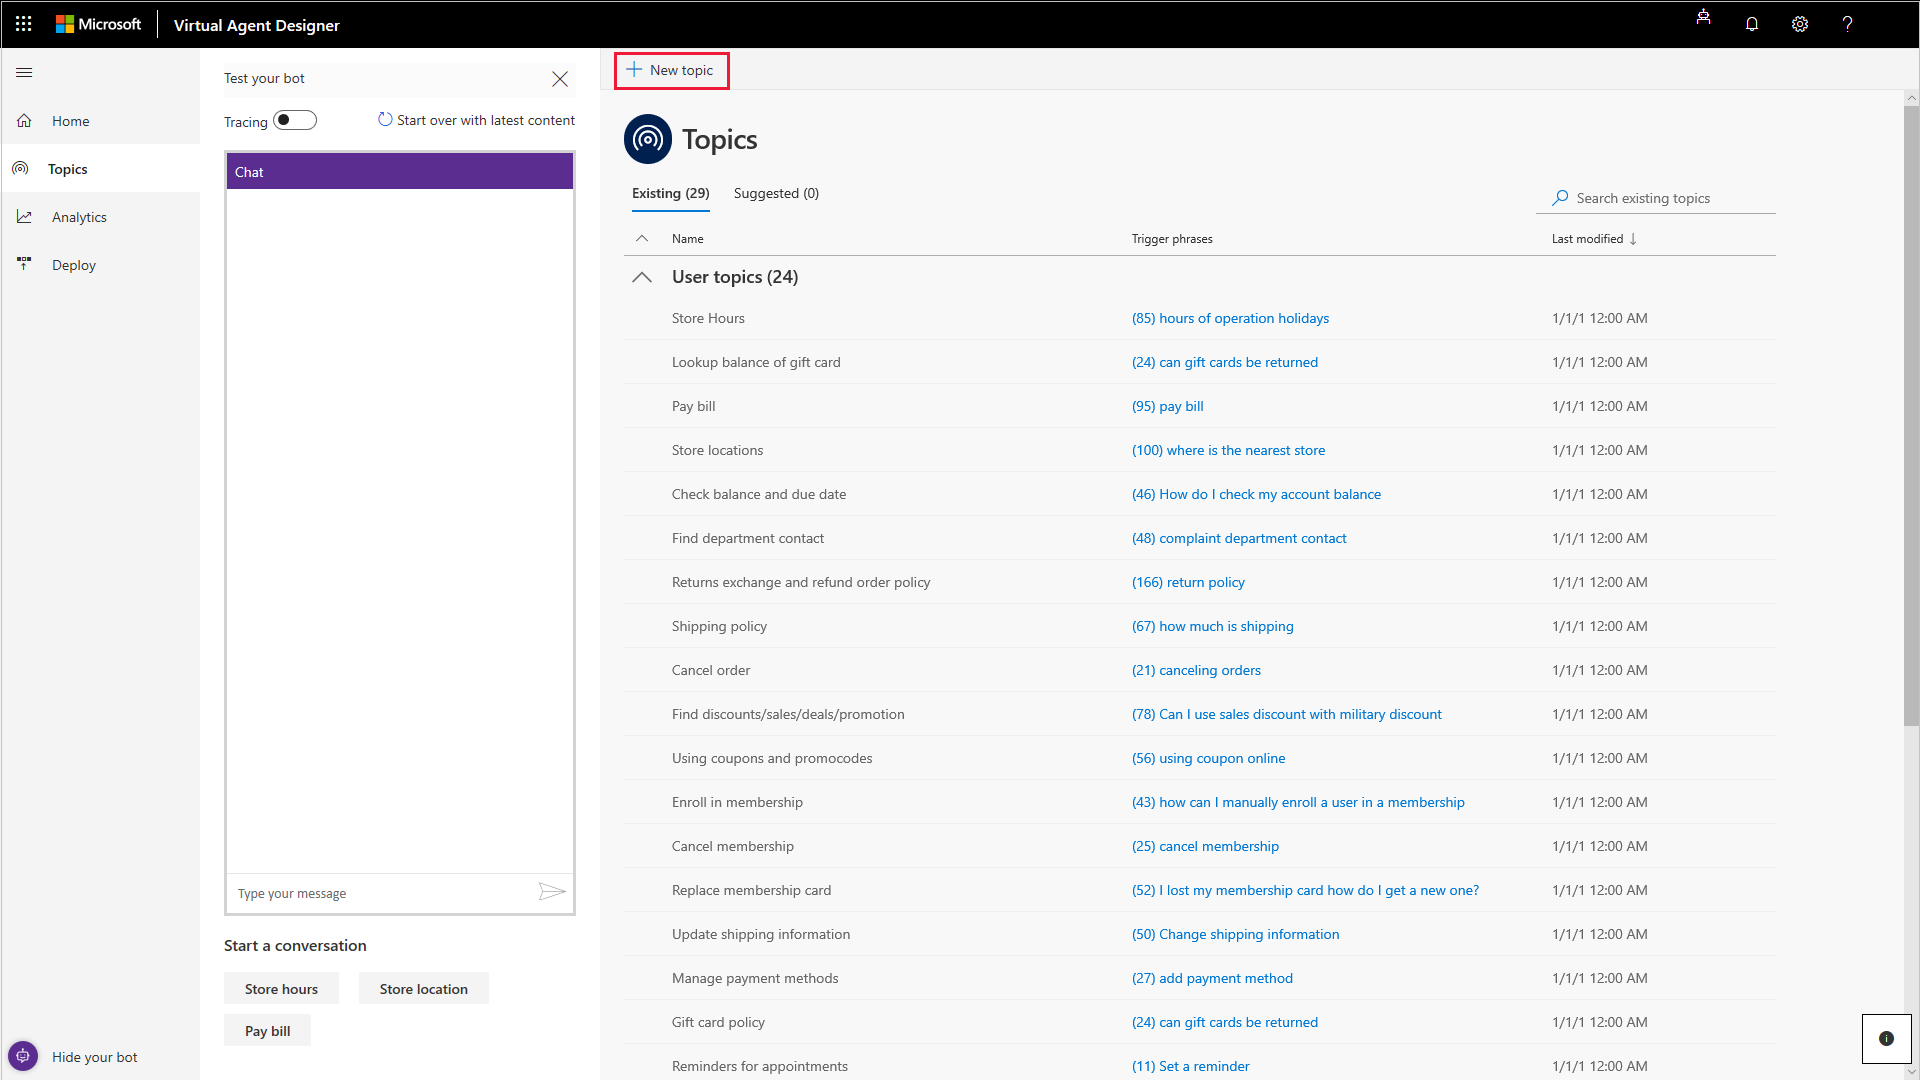 Microsoft Virtual Agent Designer
Home
Topics
Analytics
Deploy
Hide your bot
Test your bot
Tracing Start over with latest content
Chat
Type your message
Start a conversation
Store hours Store location
Pay bill
New topic
Topics
Existing (29) Suggested (0)
Search existing topics
Name Trigger phrases Last modified ↓
User topics (24)
Store Hours (85) hours of operation holidays 1/1/1 12:00 AM
Lookup balance of gift card (24) can gift cards be returned 1/1/1 12:00 AM
Pay bill (95) pay bill 1/1/1 12:00 AM
Store locations (100) where is the nearest store 1/1/1 12:00 AM
Check balance and due date (46) How do I check my account balance 1/1/1 12:00 AM
Find department contact (48) complaint department contact 1/1/1 12:00 AM
Returns exchange and refund order policy (166) return policy 1/1/1 12:00 AM
Shipping policy (67) how much is shipping 1/1/1 12:00 AM
Cancel order (21) canceling orders 1/1/1 12:00 AM
Find discounts/sales/deals/promotion (78) Can I use sales discount with military discount 1/1/1 12:00 AM
Using coupons and promocodes (56) using coupon online 1/1/1 12:00 AM
Enroll in membership (43) how can I manually enroll a user in a membership 1/1/1 12:00 AM
Cancel membership (25) cancel membership 1/1/1 12:00 AM
Replace membership card (52) I lost my membership card how do I get a new one? 1/1/1 12:00 AM
Update shipping information (50) Change shipping information 1/1/1 12:00 AM
Manage payment methods (27) add payment method 1/1/1 12:00 AM
Gift card policy (24) can gift cards be returned 1/1/1 12:00 AM
Reminders for appointments (11) Set a reminder 1/1/1 12:00 AM